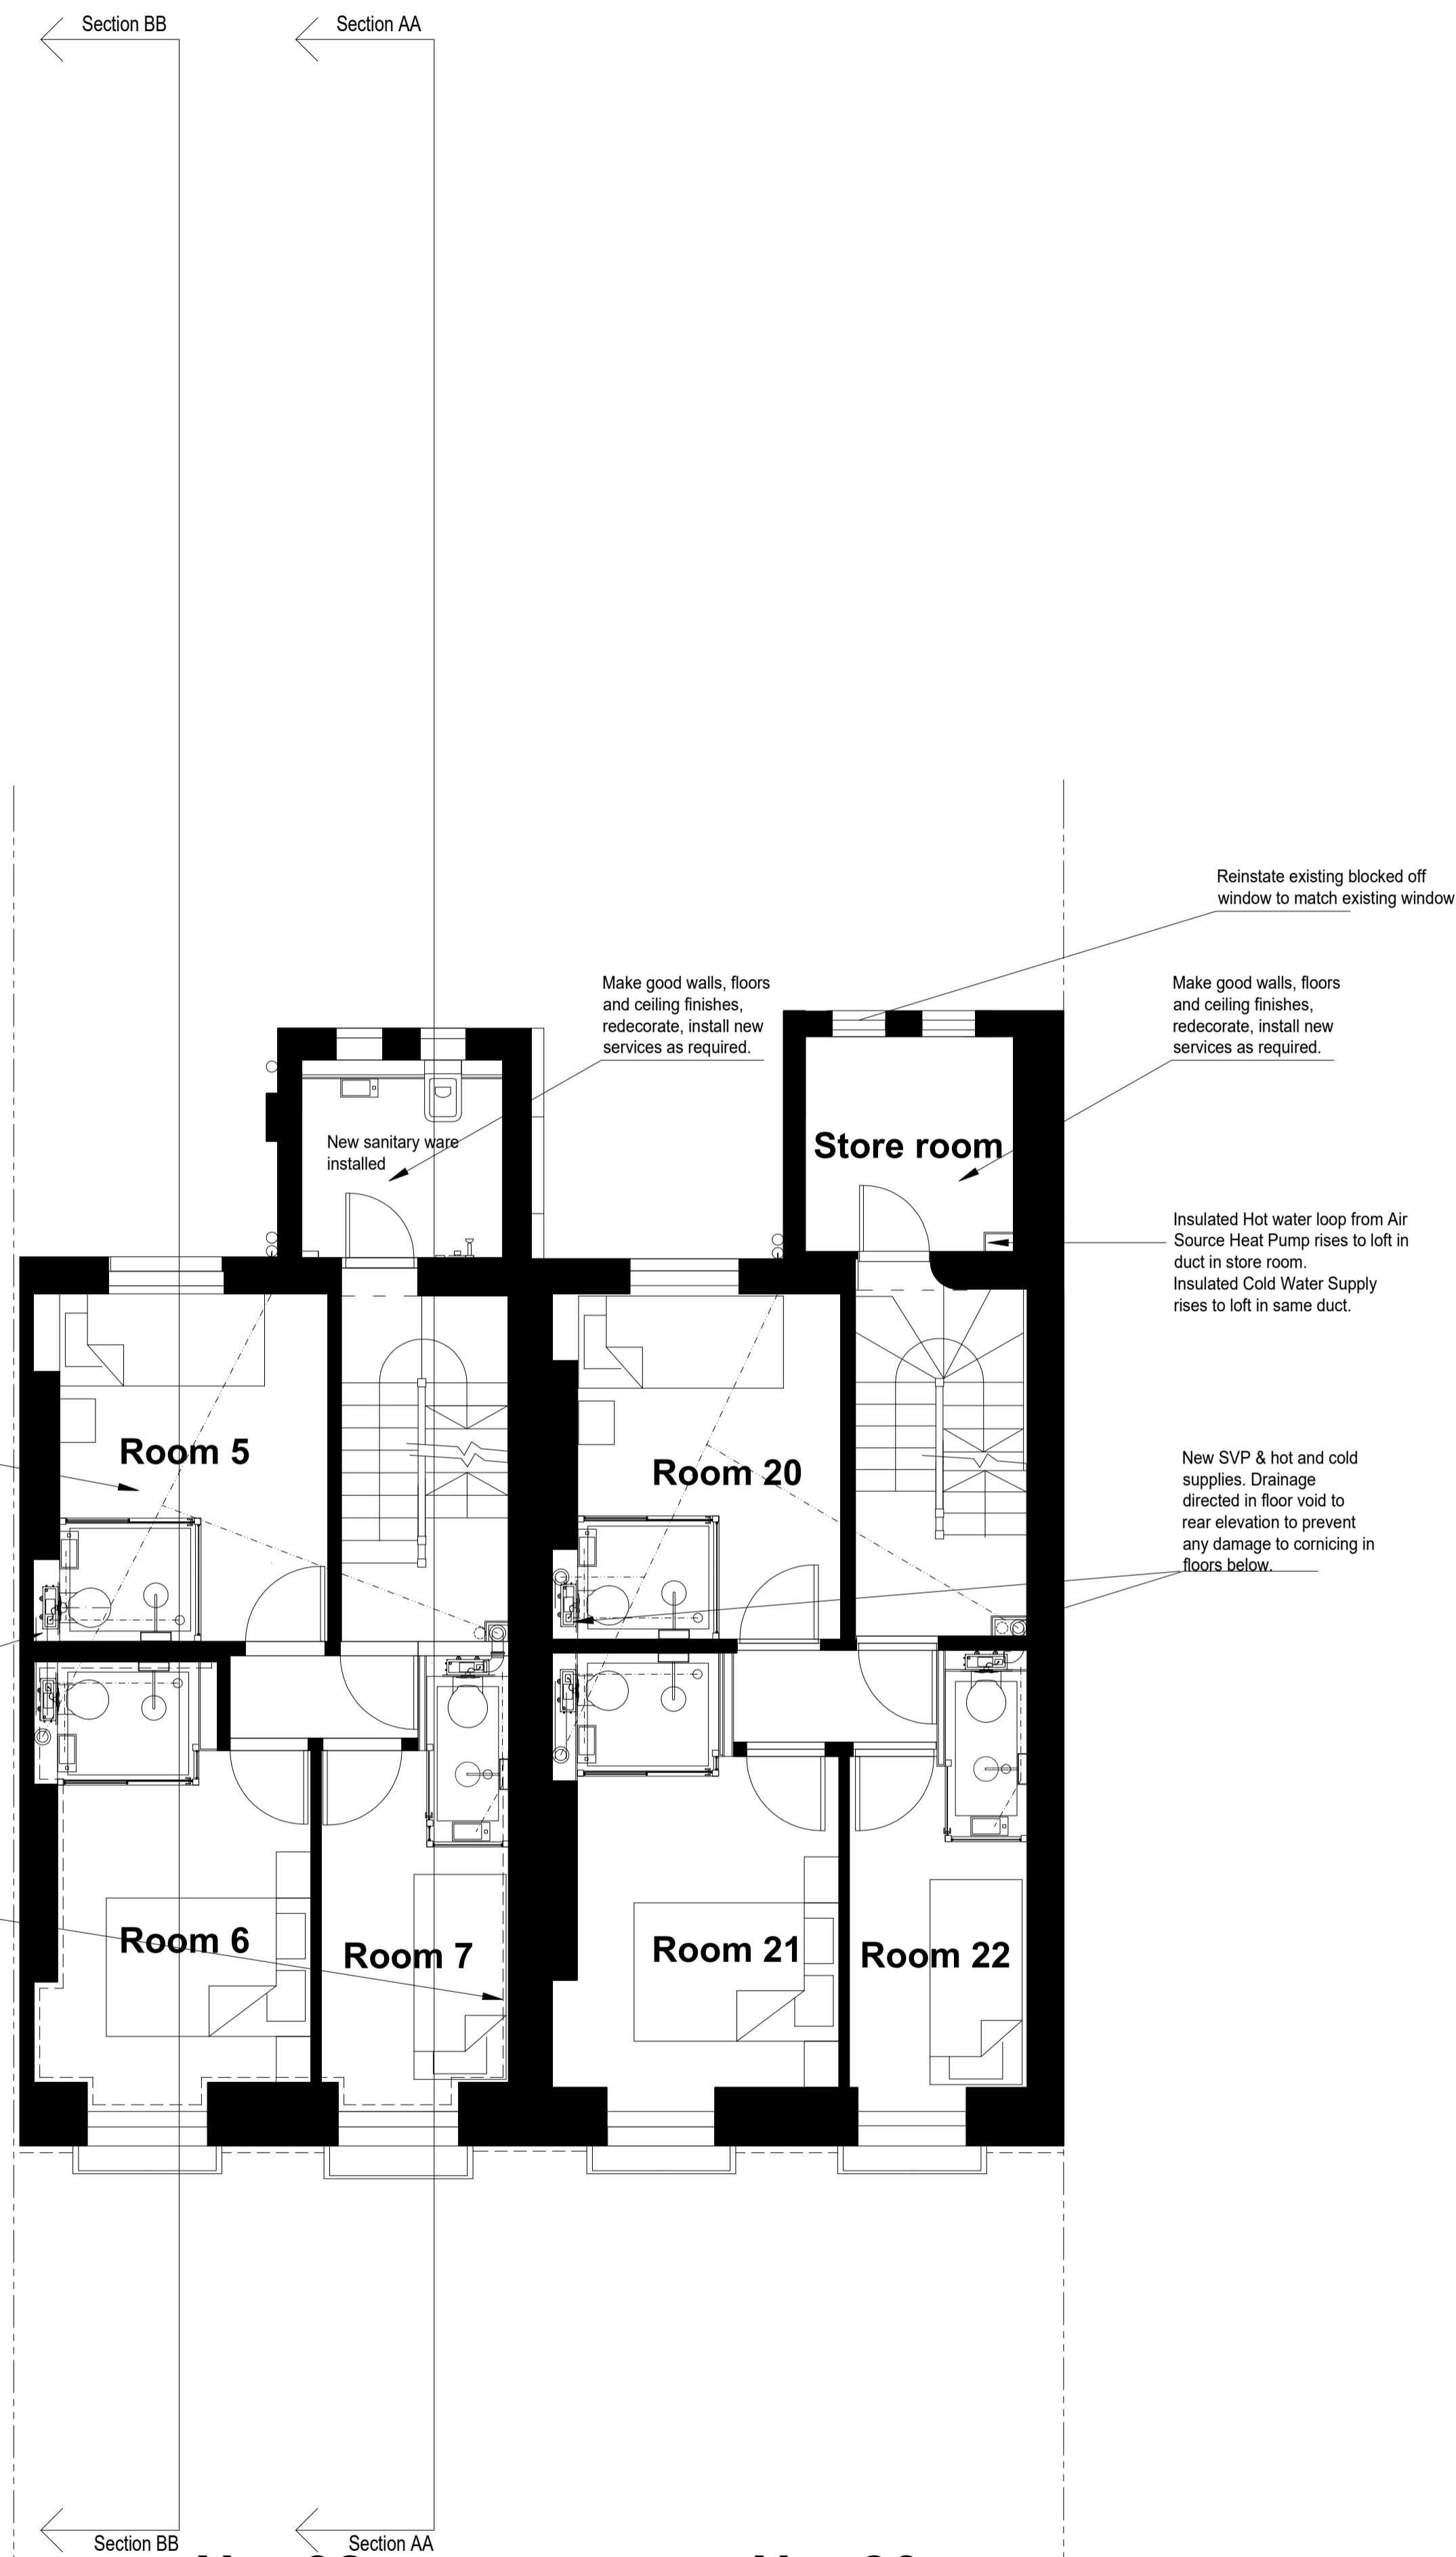 Section BB
Section AA
Reinstate existing blocked off
window to match existing window
Make good walls, floors
and ceiling finishes,
redecorate, install new
services as required.
Make good walls, floors
and ceiling finishes,
redecorate, install new
services as required.
New sanitary ware
installed
Store room
Insulated Hot water loop from Air
Source Heat Pump rises to loft in
duct in store room.
Insulated Cold Water Supply
rises to loft in same duct.
Room 5
Room 20
New SVP & hot and cold
supplies. Drainage
directed in floor void to
rear elevation to prevent
any damage to cornicing in
floors below.
Room 6
Room 7
Room 21
Room 22
Section BB
Section AA